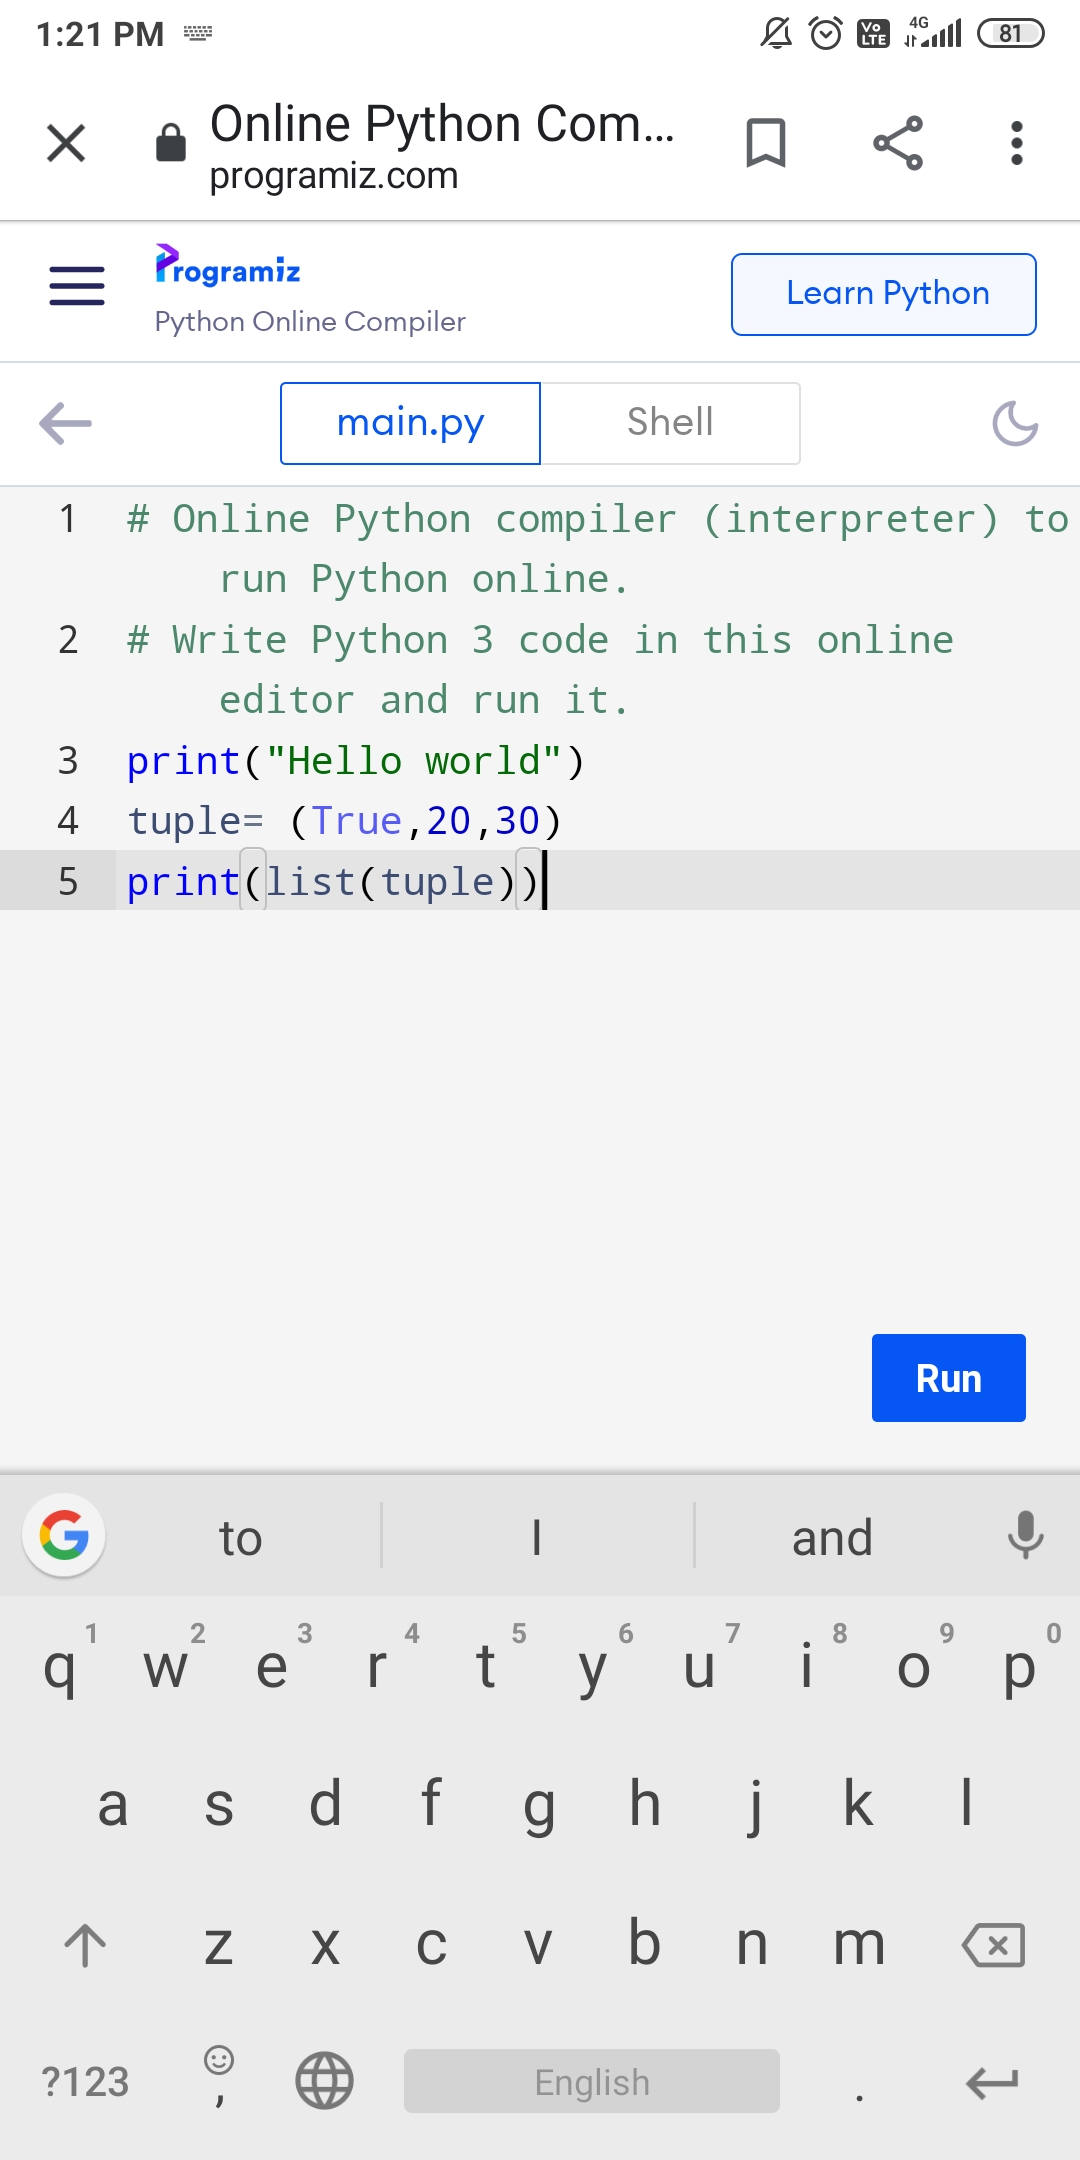 1:21 PM
Vo LTE 4G 81
Online Python Com...
programiz.com
Programiz
Python Online Compiler
Learn Python
main.py Shell
1 # Online Python compiler (interpreter) to
run Python online.
2 # Write Python 3 code in this online
editor and run it.
3 print("Hello world")
4 tuple= (True,20,30)
5 print(list(tuple))
Run
to I and
1 2 3 4 5 6 7 8 9 0
q w e r t y u i o p
a s d f g h j k l
z x c v b n m
?123 , English .